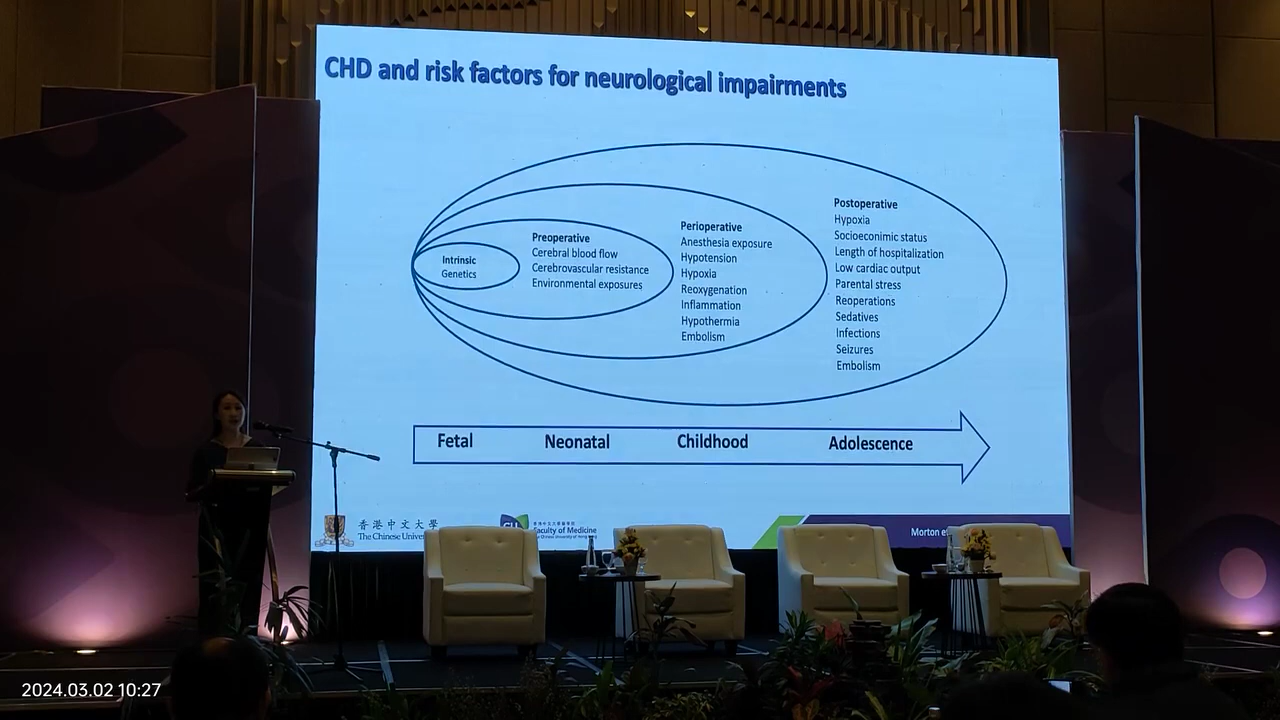 CHD and risk factors for neurological impairments
Intrinsic
Genetics
Preoperative
Cerebral blood flow
Cerebrovascular resistance
Environmental exposures
Perioperative
Anesthesia exposure
Hypotension
Hypoxia
Reoxygenation
Inflammation
Hypothermia
Embolism
Postoperative
Hypoxia
Socioeconimic status
Length of hospitalization
Low cardiac output
Parental stress
Reoperations
Sedatives
Infections
Seizures
Embolism
Fetal Neonatal Childhood Adolescence
香港中文大學
The Chinese
Faculty of Medicine
Morton
2024.03.02 10:27